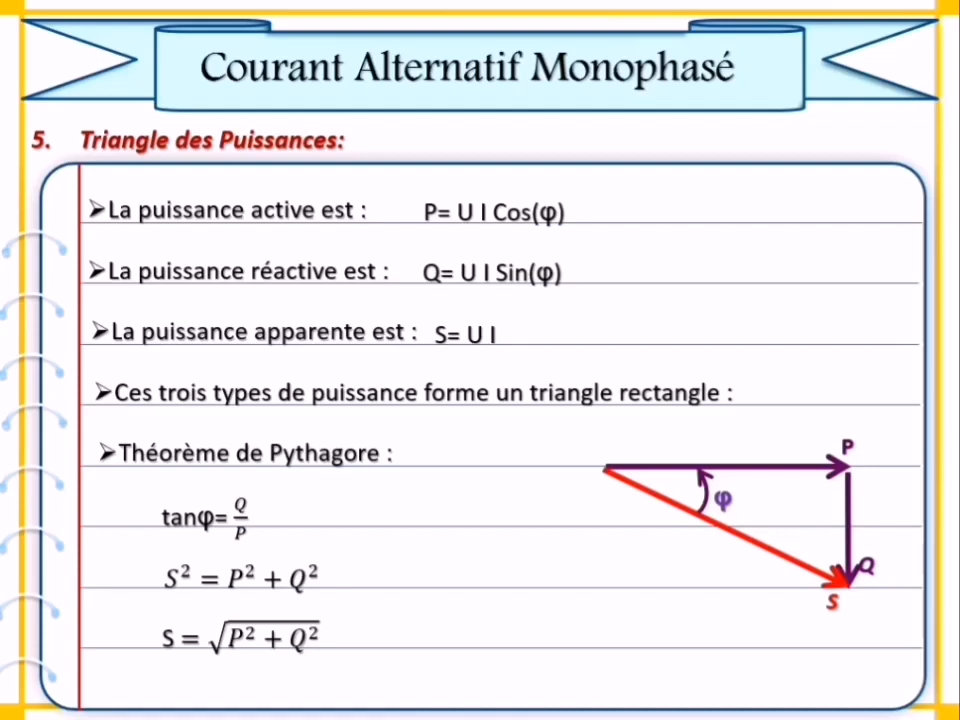 Courant Alternatif Monophasé
5. Triangle des Puissances:
➤La puissance active est : P= U I Cos(φ)
➤La puissance réactive est : Q= U I Sin(φ)
➤La puissance apparente est : S= U I
➤Ces trois types de puissance forme un triangle rectangle :
➤Théorème de Pythagore :
P
φ
tanφ= Q/P
Q
S² = P² + Q²
S
S = √(P² + Q²)